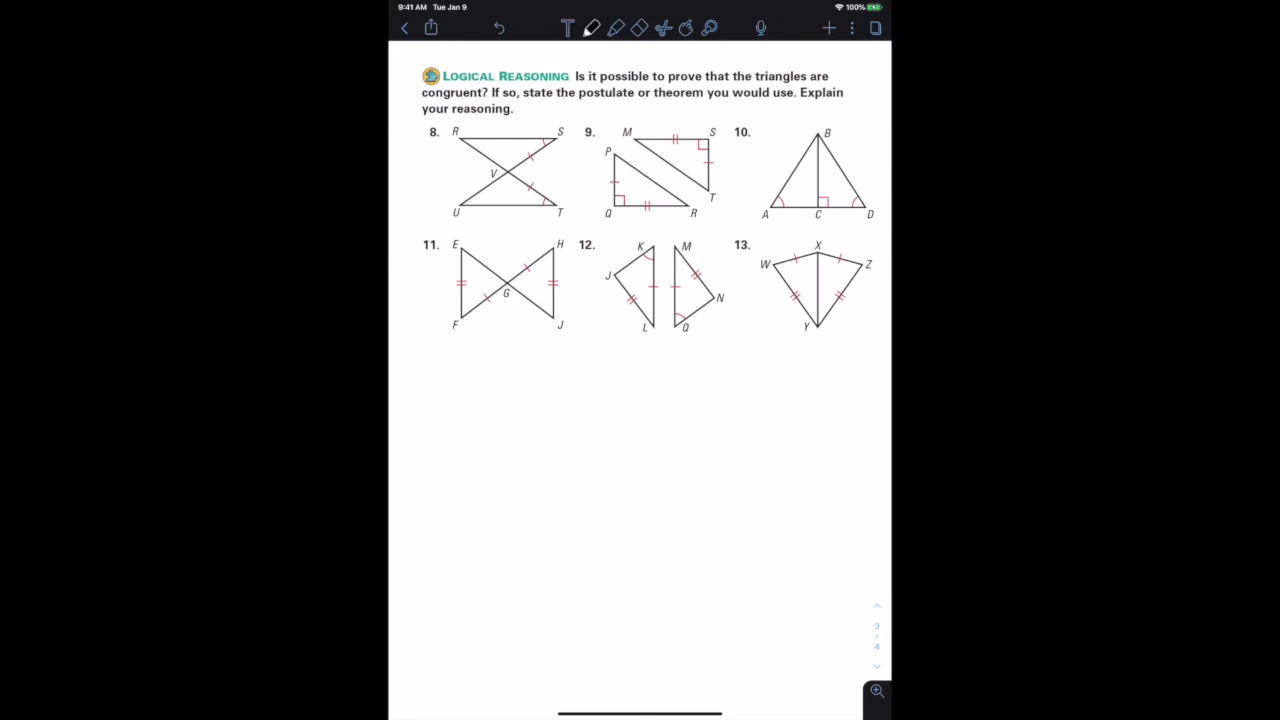 9:41 AM Tue Jan 9
100%
LOGICAL REASONING Is it possible to prove that the triangles are
congruent? If so, state the postulate or theorem you would use. Explain
your reasoning.
8. R S V U T
9. M S P T Q R
10. B A C D
11. E H G F J
12. K M J N L Q
13. X W Z Y
3
/
4